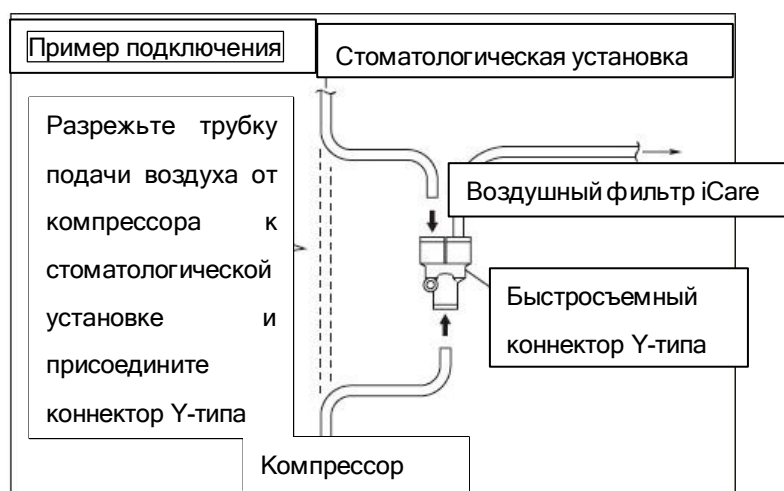 Пример подключения
Стоматологическая установка
Разрежьте трубку
подачи воздуха от
компрессора к
стоматологической
установке и
присоедините
коннектор Y-типа
Воздушный фильтр iCare
Быстросъемный
коннектор Y-типа
Компрессор